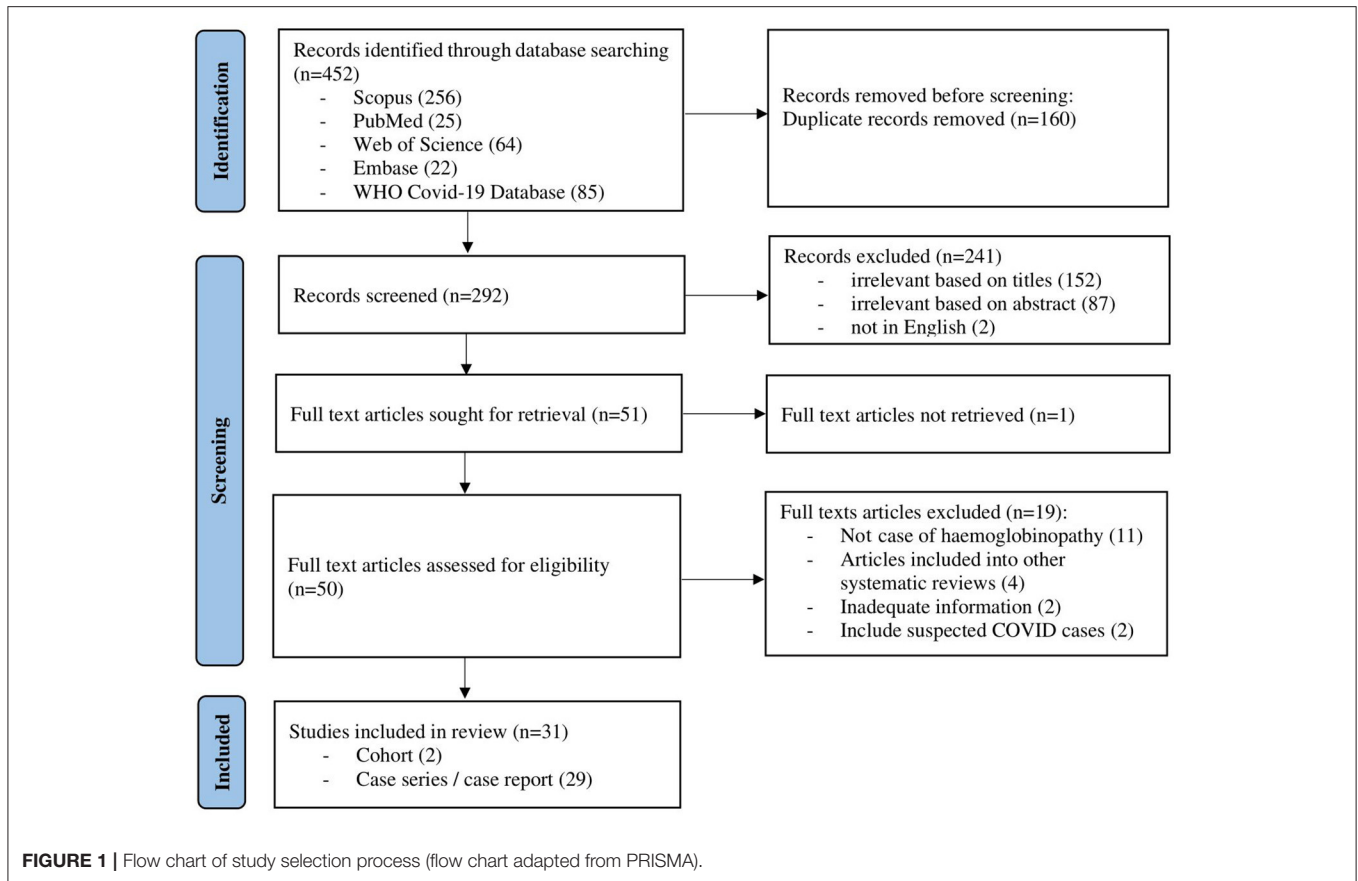 Identification
Records identified through database searching
(n=452)
- Scopus (256)
- PubMed (25)
- Web of Science (64)
- Embase (22)
- WHO Covid-19 Database (85)
Records removed before screening:
Duplicate records removed (n=160)
Screening
Records screened (n=292)
Records excluded (n=241)
- irrelevant based on titles (152)
- irrelevant based on abstract (87)
- not in English (2)
Full text articles sought for retrieval (n=51)
Full text articles not retrieved (n=1)
Full text articles assessed for eligibility
(n=50)
Full texts articles excluded (n=19):
- Not case of haemoglobinopathy (11)
- Articles included into other
systematic reviews (4)
- Inadequate information (2)
- Include suspected COVID cases (2)
Included
Studies included in review (n=31)
- Cohort (2)
- Case series / case report (29)
FIGURE 1 | Flow chart of study selection process (flow chart adapted from PRISMA).